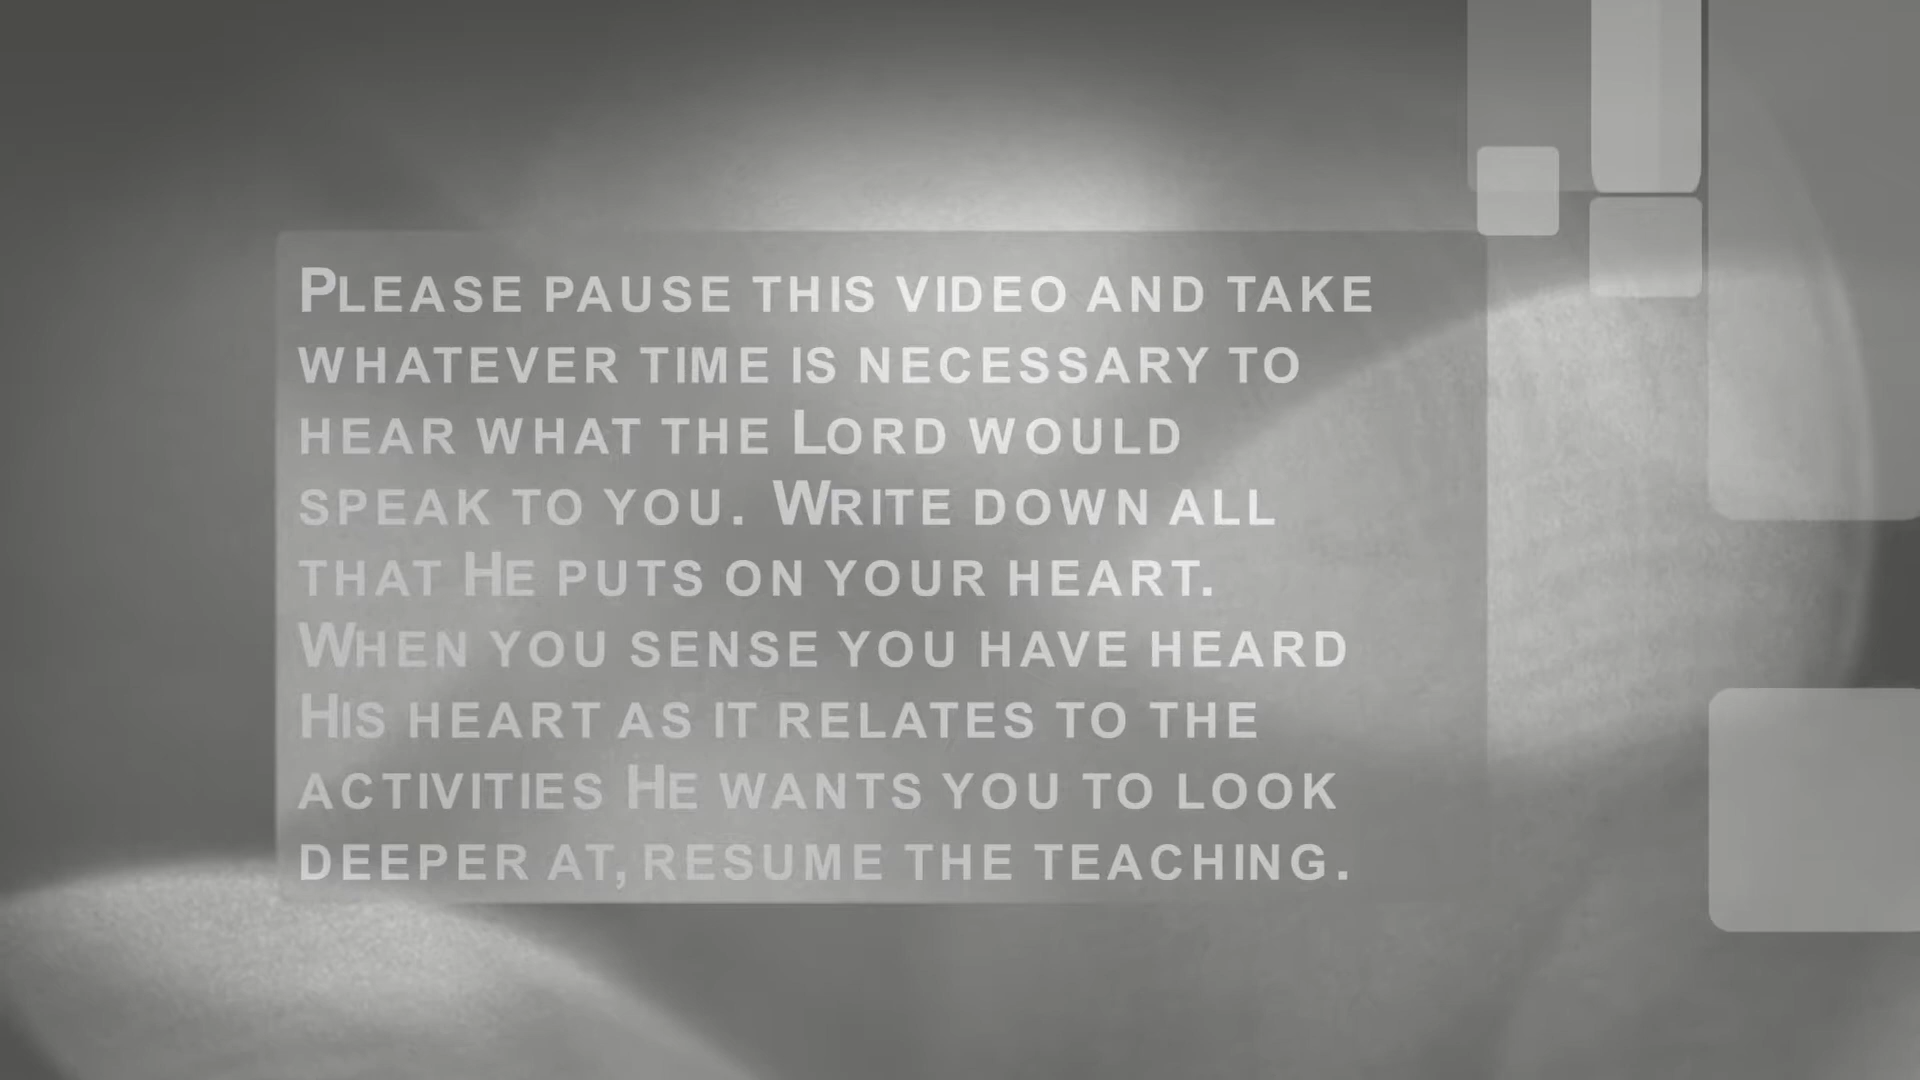 Please pause this video and take
whatever time is necessary to
hear what the Lord would
speak to you. Write down all
that He puts on your heart.
When you sense you have heard
His heart as it relates to the
activities He wants you to look
deeper at, resume the teaching.